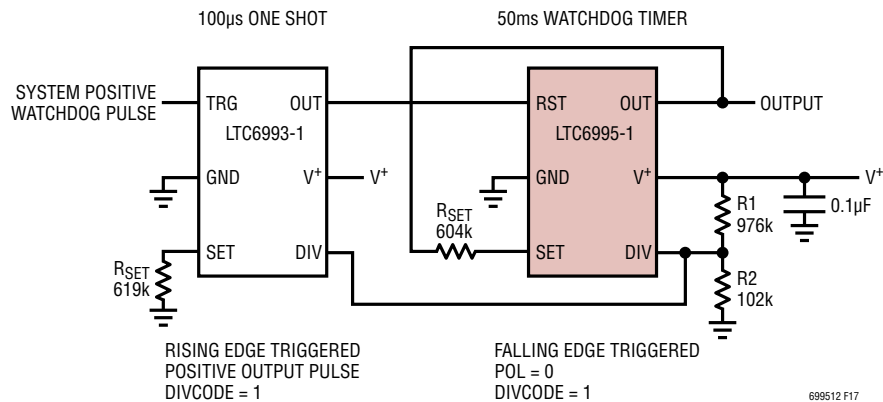 100µs ONE SHOT
50ms WATCHDOG TIMER
SYSTEM POSITIVE
WATCHDOG PULSE
TRG
OUT
LTC6993-1
GND
V+
V+
SET
DIV
RSET
619k
RST
OUT
LTC6995-1
GND
V+
SET
DIV
RSET
604k
OUTPUT
V+
R1
976k
0.1µF
R2
102k
RISING EDGE TRIGGERED
POSITIVE OUTPUT PULSE
DIVCODE = 1
FALLING EDGE TRIGGERED
POL = 0
DIVCODE = 1
699512 F17